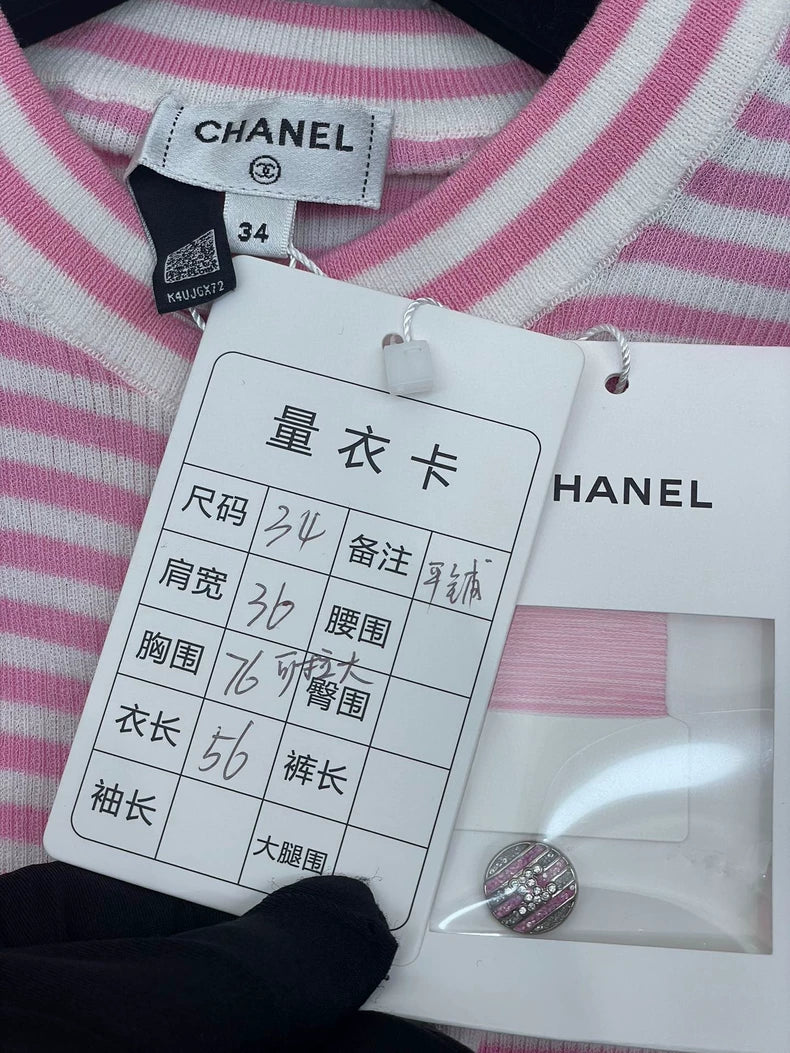 CHANEL
34
K4UJGX72
量衣卡
尺码 34 备注 平铺
肩宽 36 腰围
胸围 76 可拉大 臀围
衣长 56 裤长
袖长 大腿围
HANEL